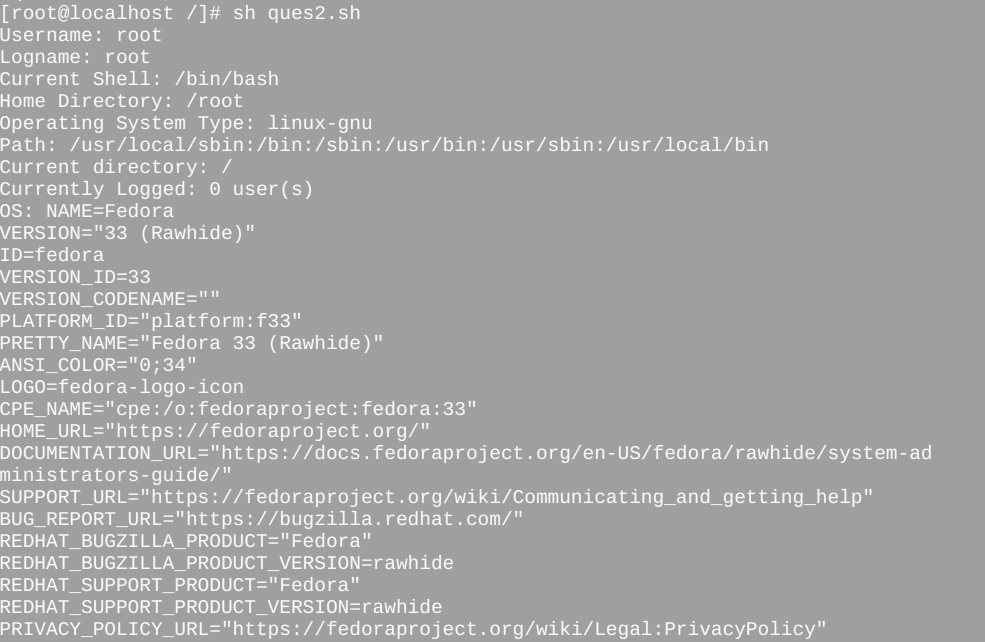 [root@localhost /]# sh ques2.sh
Username: root
Logname: root
Current Shell: /bin/bash
Home Directory: /root
Operating System Type: linux-gnu
Path: /usr/local/sbin:/bin:/sbin:/usr/bin:/usr/sbin:/usr/local/bin
Current directory: /
Currently Logged: 0 user(s)
OS: NAME=Fedora
VERSION="33 (Rawhide)"
ID=fedora
VERSION_ID=33
VERSION_CODENAME=""
PLATFORM_ID="platform:f33"
PRETTY_NAME="Fedora 33 (Rawhide)"
ANSI_COLOR="0;34"
LOGO=fedora-logo-icon
CPE_NAME="cpe:/o:fedoraproject:fedora:33"
HOME_URL="https://fedoraproject.org/"
DOCUMENTATION_URL="https://docs.fedoraproject.org/en-US/fedora/rawhide/system-ad
ministrators-guide/"
SUPPORT_URL="https://fedoraproject.org/wiki/Communicating_and_getting_help"
BUG_REPORT_URL="https://bugzilla.redhat.com/"
REDHAT_BUGZILLA_PRODUCT="Fedora"
REDHAT_BUGZILLA_PRODUCT_VERSION=rawhide
REDHAT_SUPPORT_PRODUCT="Fedora"
REDHAT_SUPPORT_PRODUCT_VERSION=rawhide
PRIVACY_POLICY_URL="https://fedoraproject.org/wiki/Legal:PrivacyPolicy"